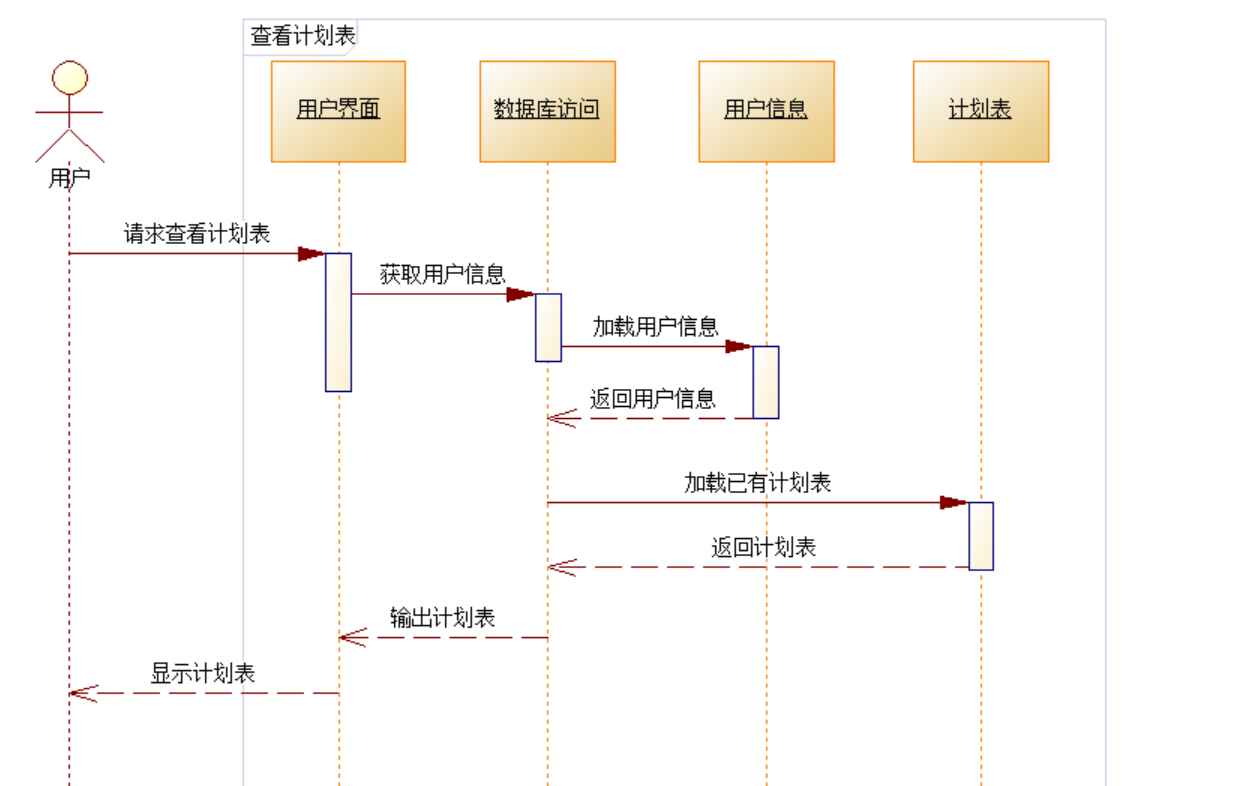 查看计划表
用户界面
数据库访问
用户信息
计划表
用户
请求查看计划表
获取用户信息
加载用户信息
返回用户信息
加载已有计划表
返回计划表
输出计划表
显示计划表